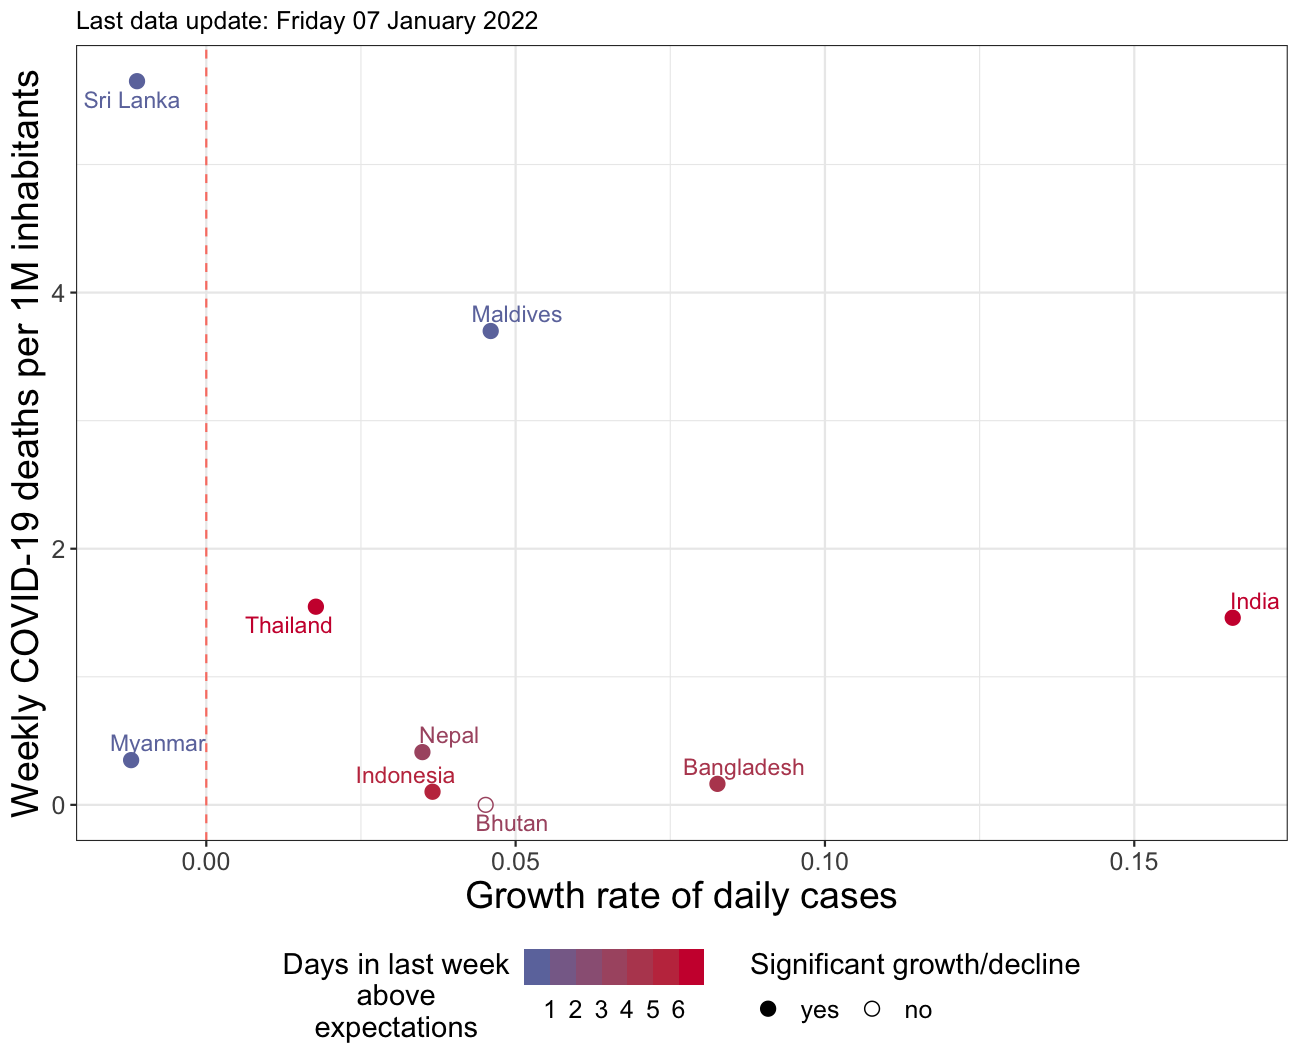 Last data update: Friday 07 January 2022
Weekly COVID-19 deaths per 1M inhabitants
4
2
0
Sri Lanka
Maldives
Thailand
India
Myanmar
Nepal
Indonesia
Bangladesh
Bhutan
0.00 0.05 0.10 0.15
Growth rate of daily cases
Days in last week
above
expectations
1 2 3 4 5 6
Significant growth/decline
yes no